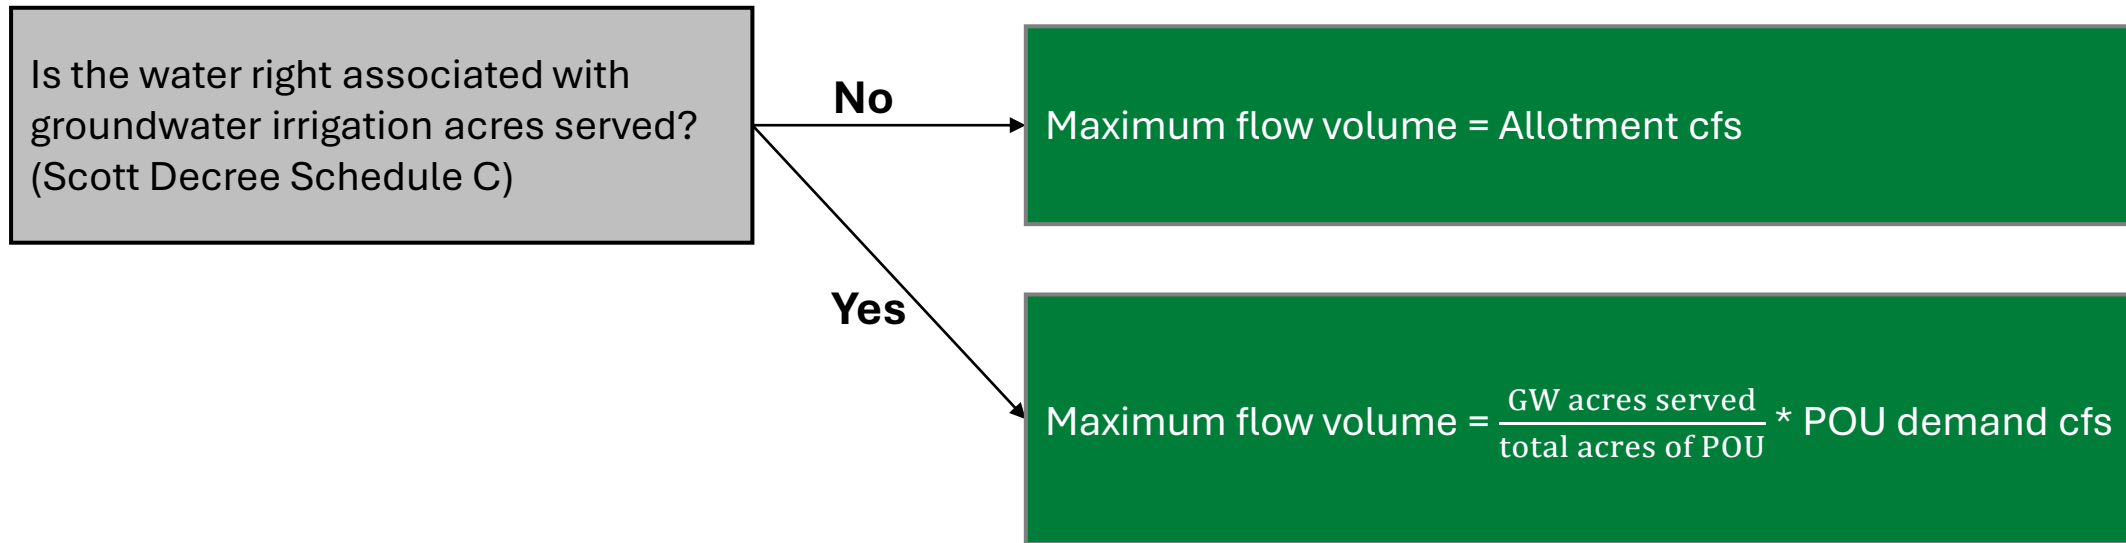 Is the water right associated with
groundwater irrigation acres served?
(Scott Decree Schedule C)
No
Maximum flow volume = Allotment cfs
Yes
Maximum flow volume = GW acres served / total acres of POU * POU demand cfs